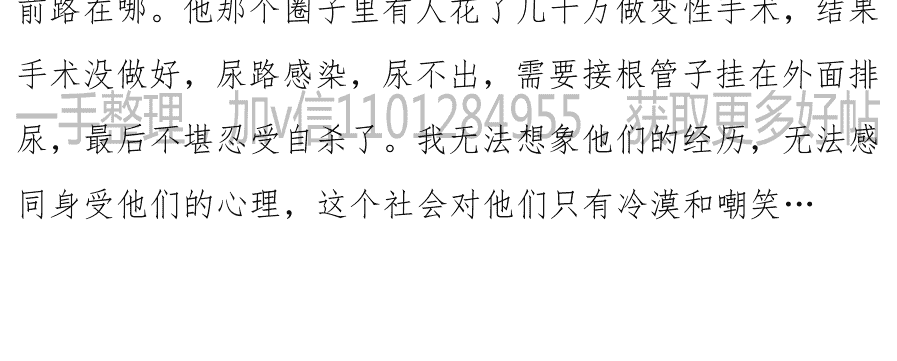 前路在哪。他那个圈子里有人花了几十万做变性手术，结果
手术没做好，尿路感染，尿不出，需要接根管子挂在外面排
一手整理 加v信1101284955 获取更多好帖
尿，最后不堪忍受自杀了。我无法想象他们的经历，无法感
同身受他们的心理，这个社会对他们只有冷漠和嘲笑…